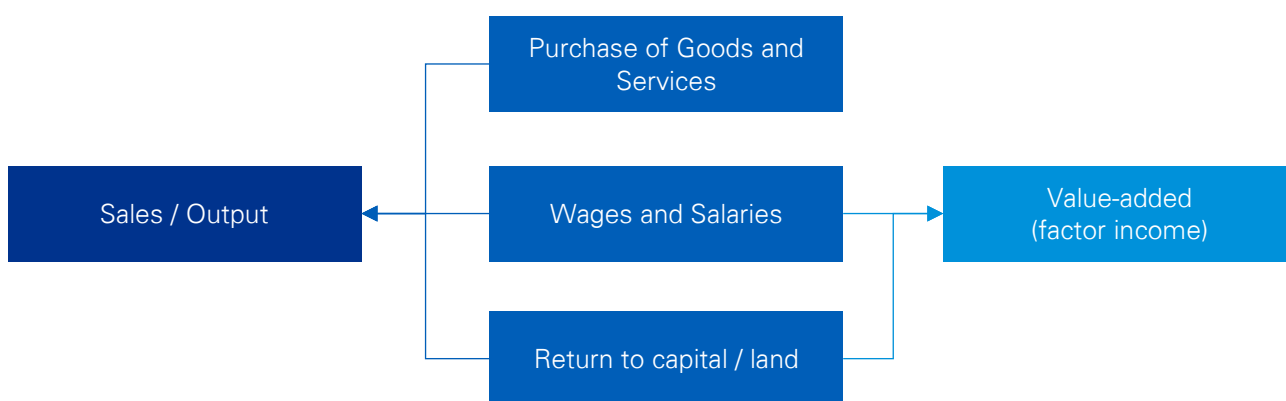 Purchase of Goods and
Services
Sales / Output
Wages and Salaries
Value-added
(factor income)
Return to capital / land